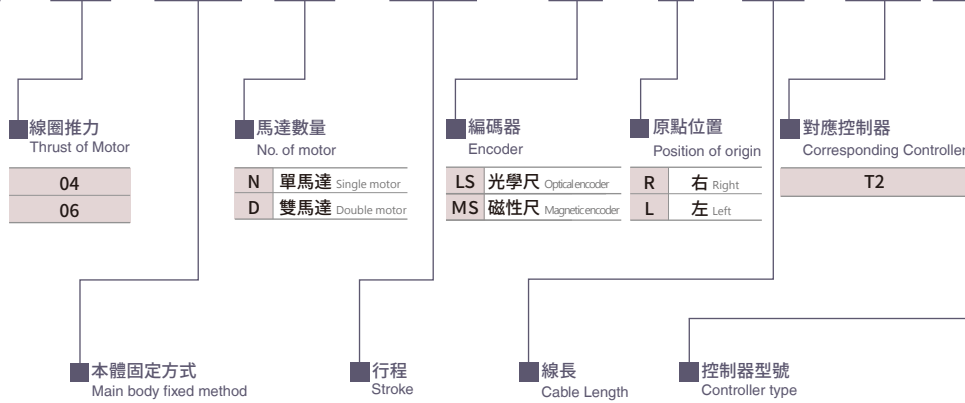 線圈推力
Thrust of Motor
04
06
馬達數量
No. of motor
N 單馬達 Single motor
D 雙馬達 Double motor
編碼器
Encoder
LS 光學尺 Optical encoder
MS 磁性尺 Magnetic encoder
原點位置
Position of origin
R 右 Right
L 左 Left
對應控制器
Corresponding Controller
T2
本體固定方式
Main body fixed method
行程
Stroke
線長
Cable Length
控制器型號
Controller type